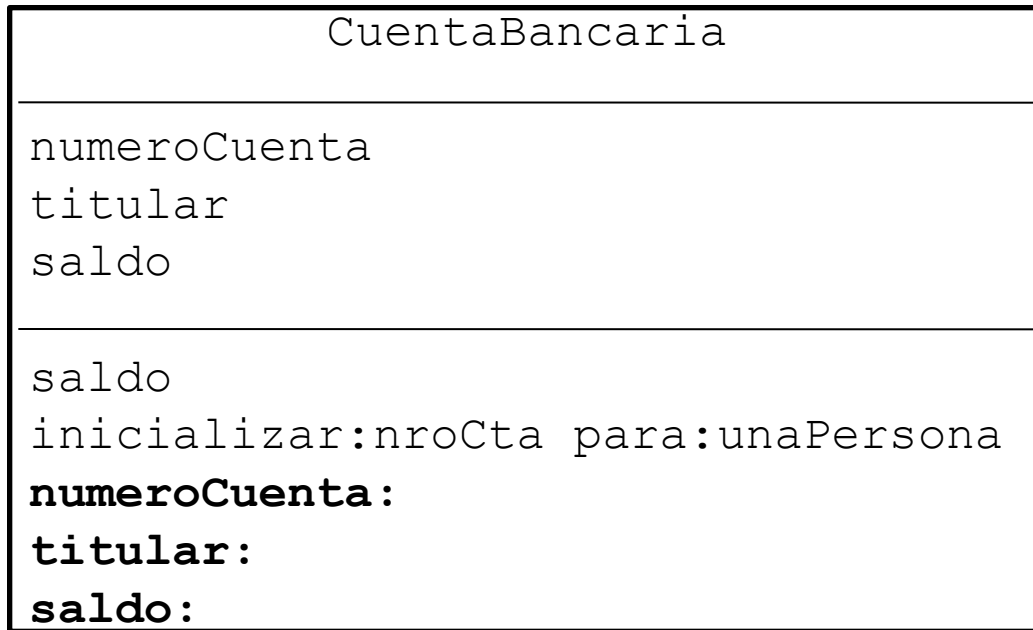 CuentaBancaria
numeroCuenta
titular
saldo
saldo
inicializar:nroCta para:unaPersona
numeroCuenta:
titular:
saldo: